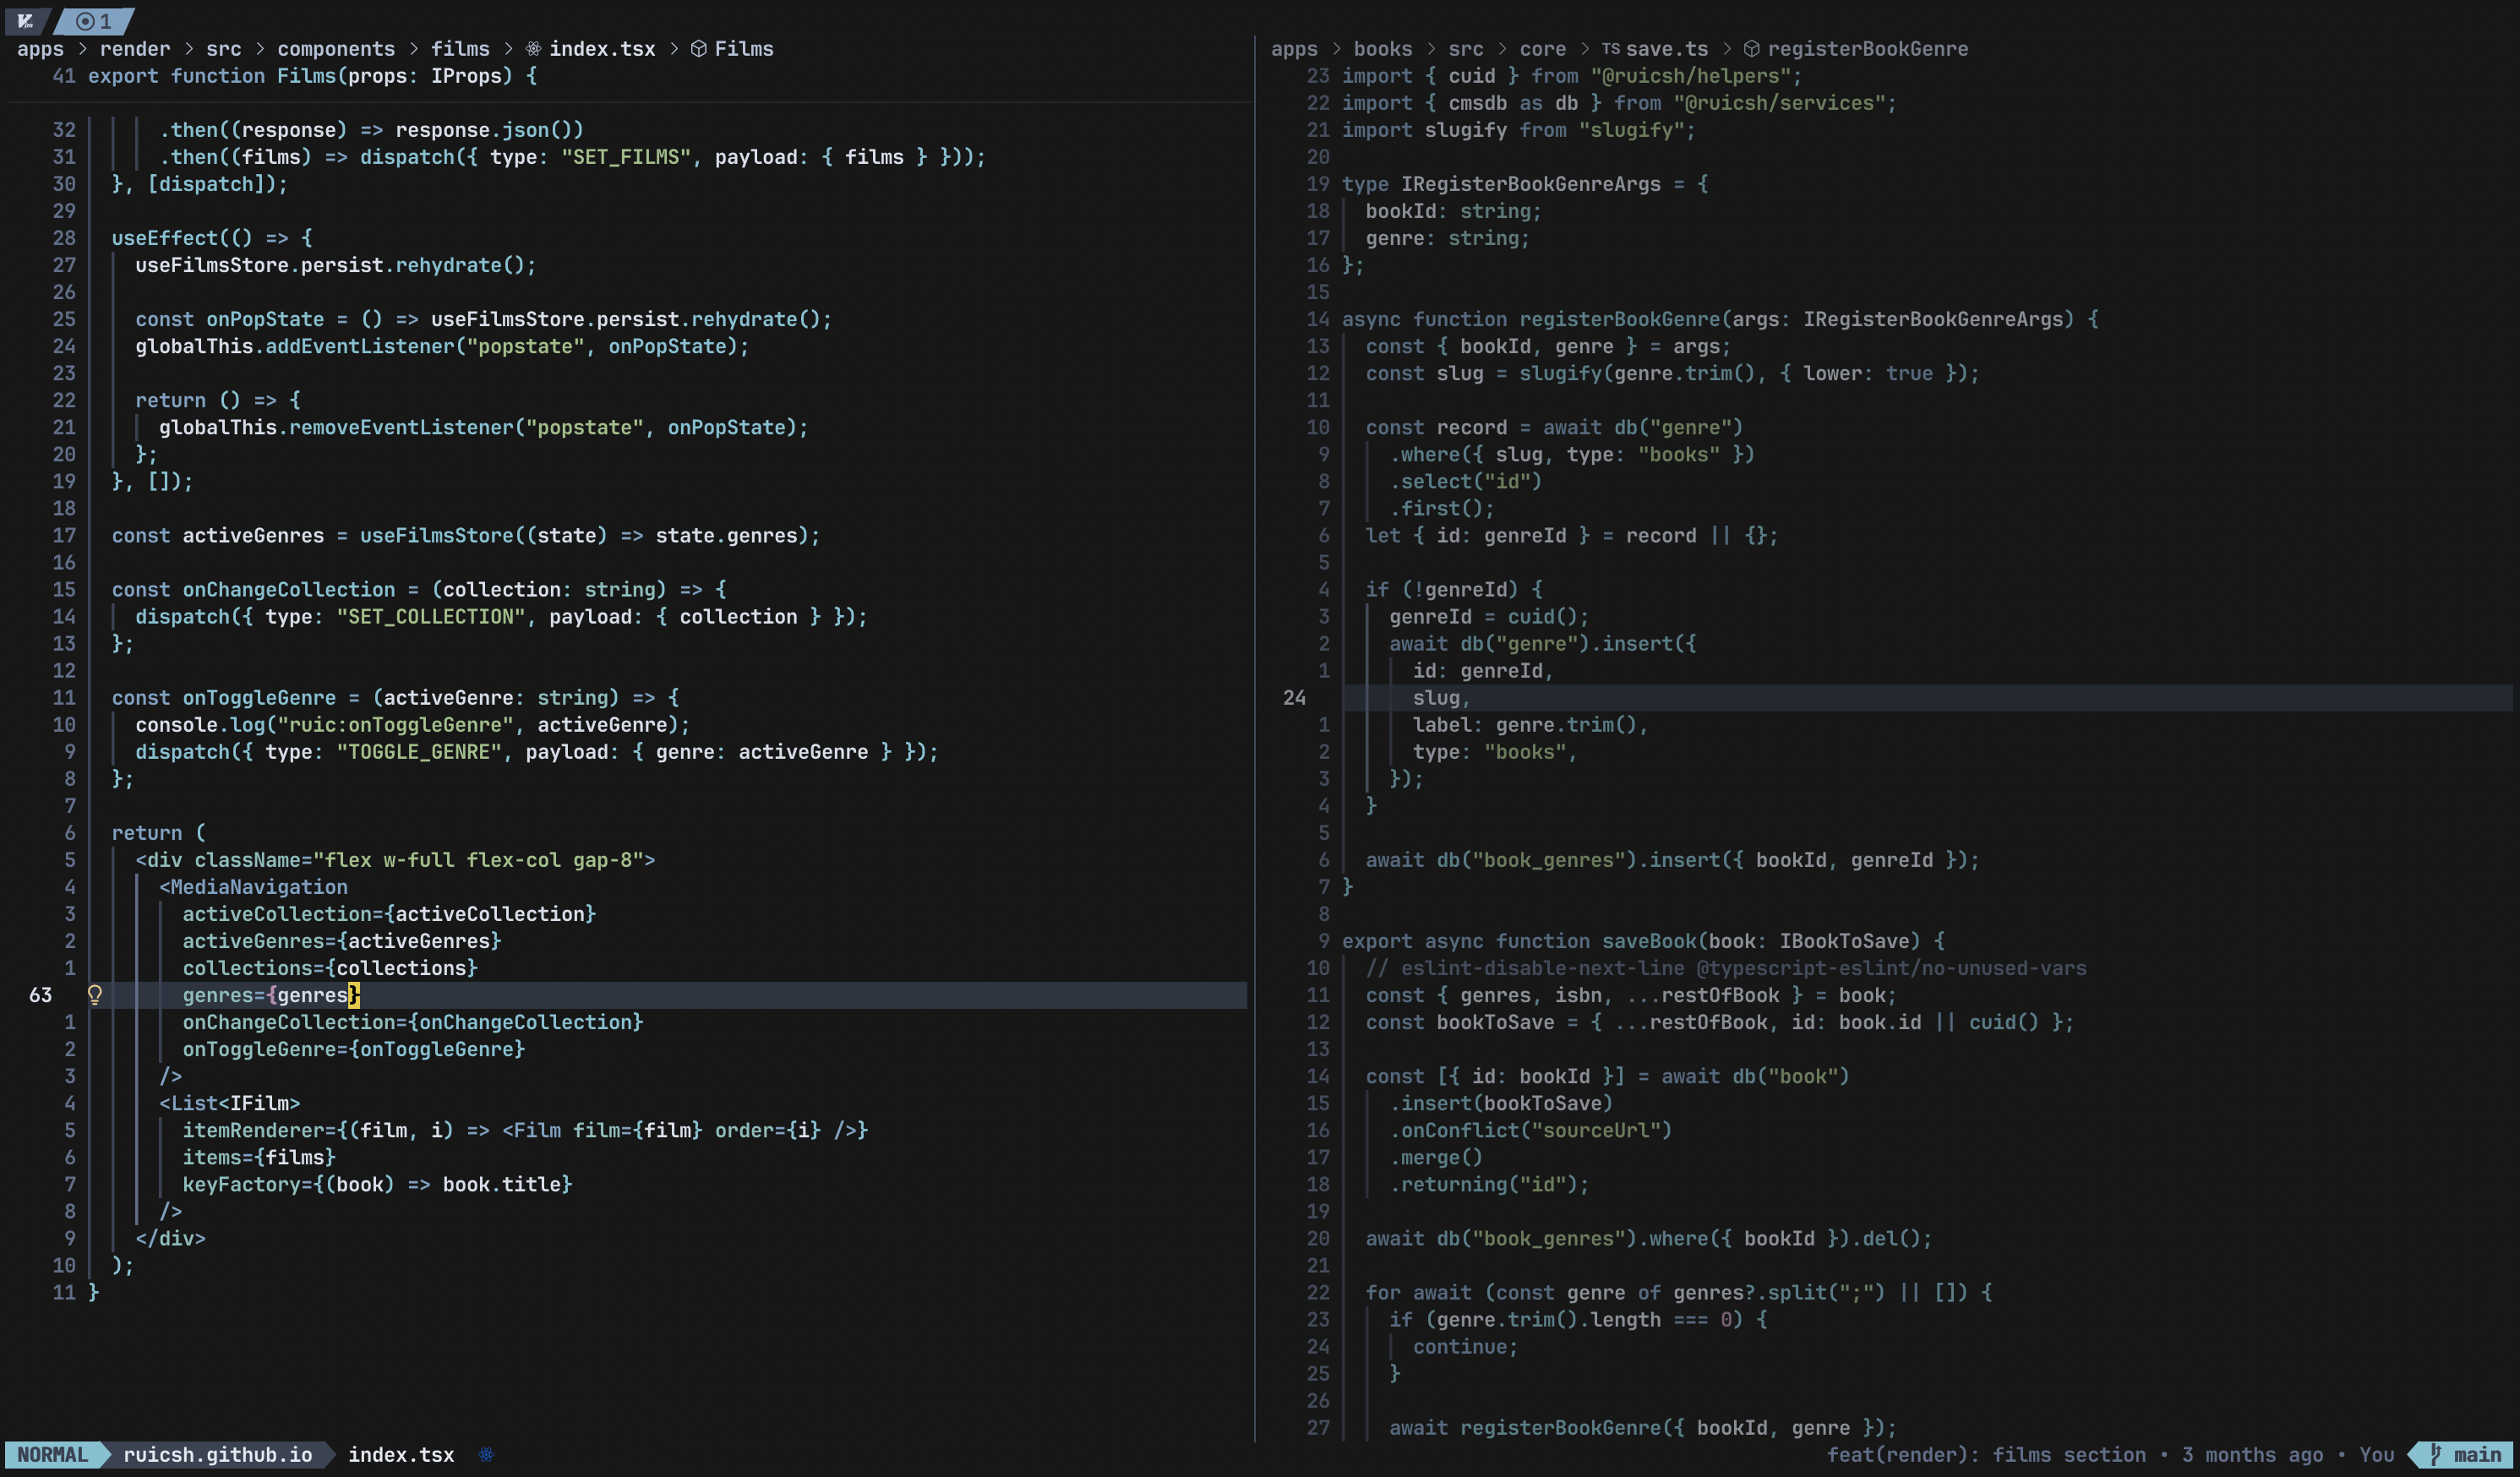 1
apps > render > src > components > films > index.tsx > Films
41 export function Films(props: IProps) {
32 .then((response) => response.json())
31 .then((films) => dispatch({ type: "SET_FILMS", payload: { films } }));
30 }, [dispatch]);
29
28 useEffect(() => {
27 useFilmsStore.persist.rehydrate();
26
25 const onPopState = () => useFilmsStore.persist.rehydrate();
24 globalThis.addEventListener("popstate", onPopState);
23
22 return () => {
21 globalThis.removeEventListener("popstate", onPopState);
20 };
19 }, []);
18
17 const activeGenres = useFilmsStore((state) => state.genres);
16
15 const onChangeCollection = (collection: string) => {
14 dispatch({ type: "SET_COLLECTION", payload: { collection } });
13 };
12
11 const onToggleGenre = (activeGenre: string) => {
10 console.log("ruic:onToggleGenre", activeGenre);
9 dispatch({ type: "TOGGLE_GENRE", payload: { genre: activeGenre } });
8 };
7
6 return (
5 <div className="flex w-full flex-col gap-8">
4 <MediaNavigation
3 activeCollection={activeCollection}
2 activeGenres={activeGenres}
1 collections={collections}
63 genres={genres}
1 onChangeCollection={onChangeCollection}
2 onToggleGenre={onToggleGenre}
3 />
4 <List<IFilm>
5 itemRenderer={(film, i) => <Film film={film} order={i} />}
6 items={films}
7 keyFactory={(book) => book.title}
8 />
9 </div>
10 );
11 }
apps > books > src > core > TS save.ts > registerBookGenre
23 import { cuid } from "@ruicsh/helpers";
22 import { cmsdb as db } from "@ruicsh/services";
21 import slugify from "slugify";
20
19 type IRegisterBookGenreArgs = {
18 bookId: string;
17 genre: string;
16 };
15
14 async function registerBookGenre(args: IRegisterBookGenreArgs) {
13 const { bookId, genre } = args;
12 const slug = slugify(genre.trim(), { lower: true });
11
10 const record = await db("genre")
9 .where({ slug, type: "books" })
8 .select("id")
7 .first();
6 let { id: genreId } = record || {};
5
4 if (!genreId) {
3 genreId = cuid();
2 await db("genre").insert({
1 id: genreId,
24 slug,
1 label: genre.trim(),
2 type: "books",
3 });
4 }
5
6 await db("book_genres").insert({ bookId, genreId });
7 }
8
9 export async function saveBook(book: IBookToSave) {
10 // eslint-disable-next-line @typescript-eslint/no-unused-vars
11 const { genres, isbn, ...restOfBook } = book;
12 const bookToSave = { ...restOfBook, id: book.id || cuid() };
13
14 const [{ id: bookId }] = await db("book")
15 .insert(bookToSave)
16 .onConflict("sourceUrl")
17 .merge()
18 .returning("id");
19
20 await db("book_genres").where({ bookId }).del();
21
22 for await (const genre of genres?.split(";") || []) {
23 if (genre.trim().length === 0) {
24 continue;
25 }
26
27 await registerBookGenre({ bookId, genre });
NORMAL ruicsh.github.io index.tsx feat(render): films section • 3 months ago • You main